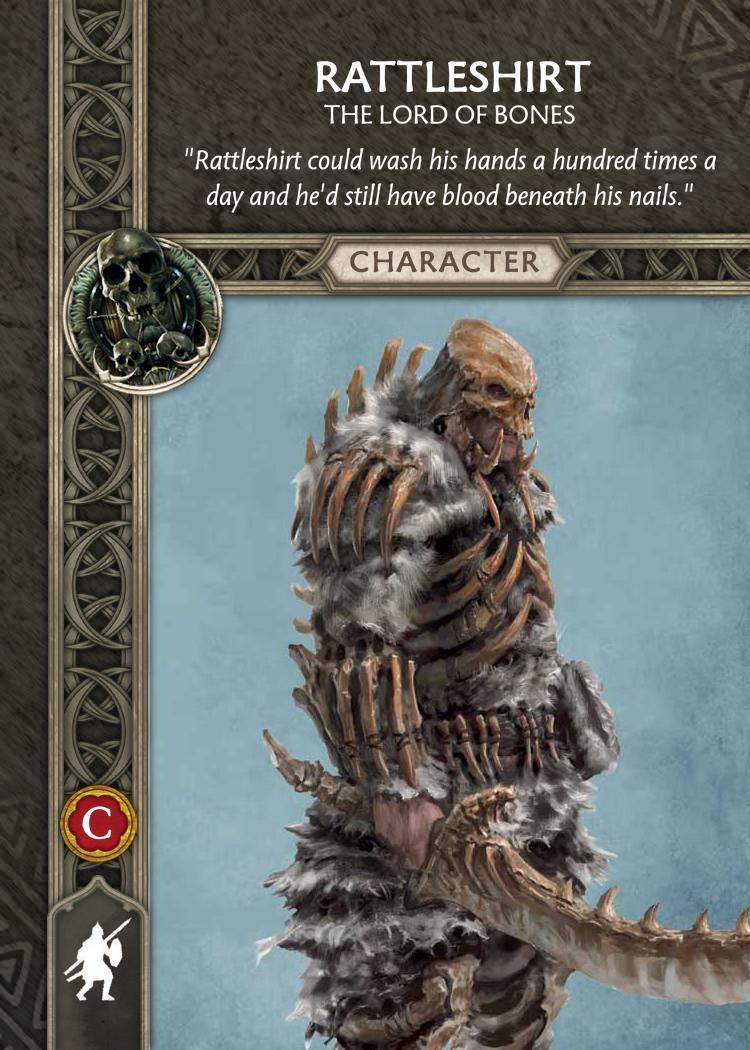 RATTLESHIRT
THE LORD OF BONES
"Rattleshirt could wash his hands a hundred times a
day and he'd still have blood beneath his nails."
CHARACTER
C